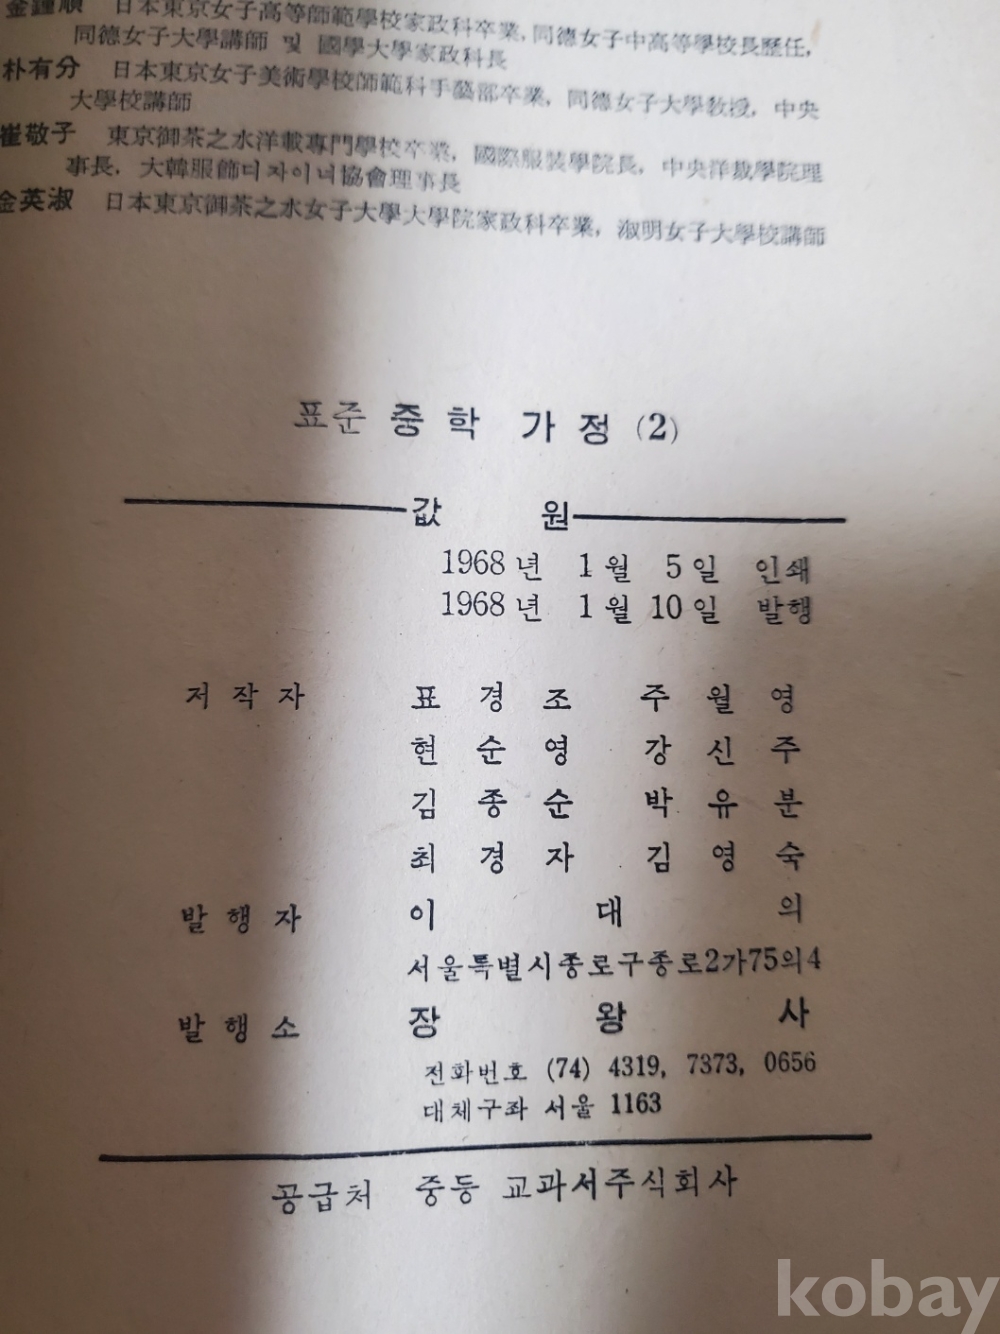 金鍾順 日本東京女子高等師範學校家政科卒業, 同德女子中高等學校長歷任,
同德女子大學講師 및 國學大學家政科長
朴有分 日本東京女子美術學校師範科手藝部卒業, 同德女子大學教授, 中央
大學校講師
崔敬子 東京御茶之水洋裁專門學校卒業, 國際服裝學院長, 中央洋裁學院理
事長, 大韓服飾디자이너協會理事長
金英淑 日本東京御茶之水女子大學大學院家政科卒業, 淑明女子大學校講師
표준 중학 가정 (2)
값 원
1968년 1월 5일 인쇄
1968년 1월 10일 발행
저작자 표경조 주월영
현순영 강신주
김종순 박유분
최경자 김영숙
발행자 이대의
서울특별시종로구종로2가75의4
발행소 장왕사
전화번호 (74) 4319, 7373, 0656
대체구좌 서울 1163
공급처 중등 교과서주식회사
kobay